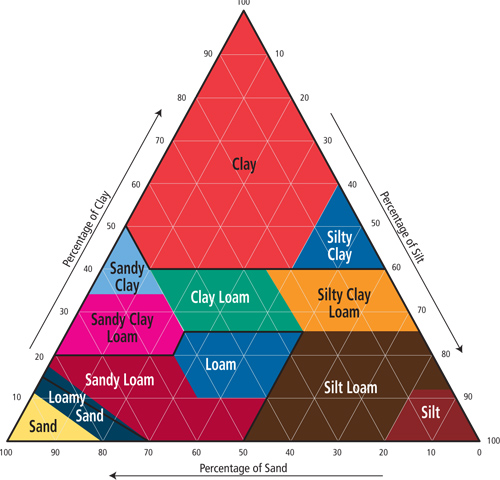 100
90
10
80
20
70
30
Percentage of Clay
Percentage of Silt
Clay
60
40
50
50
Silty
Clay
40
60
Sandy
Clay
Clay Loam
Silty Clay
Loam
30
70
Sandy Clay
Loam
20
80
Loam
Sandy Loam
Silt Loam
10
90
Loamy
Sand
Silt
Sand
100
90
80
70
60
50
40
30
20
10
0
100
Percentage of Sand